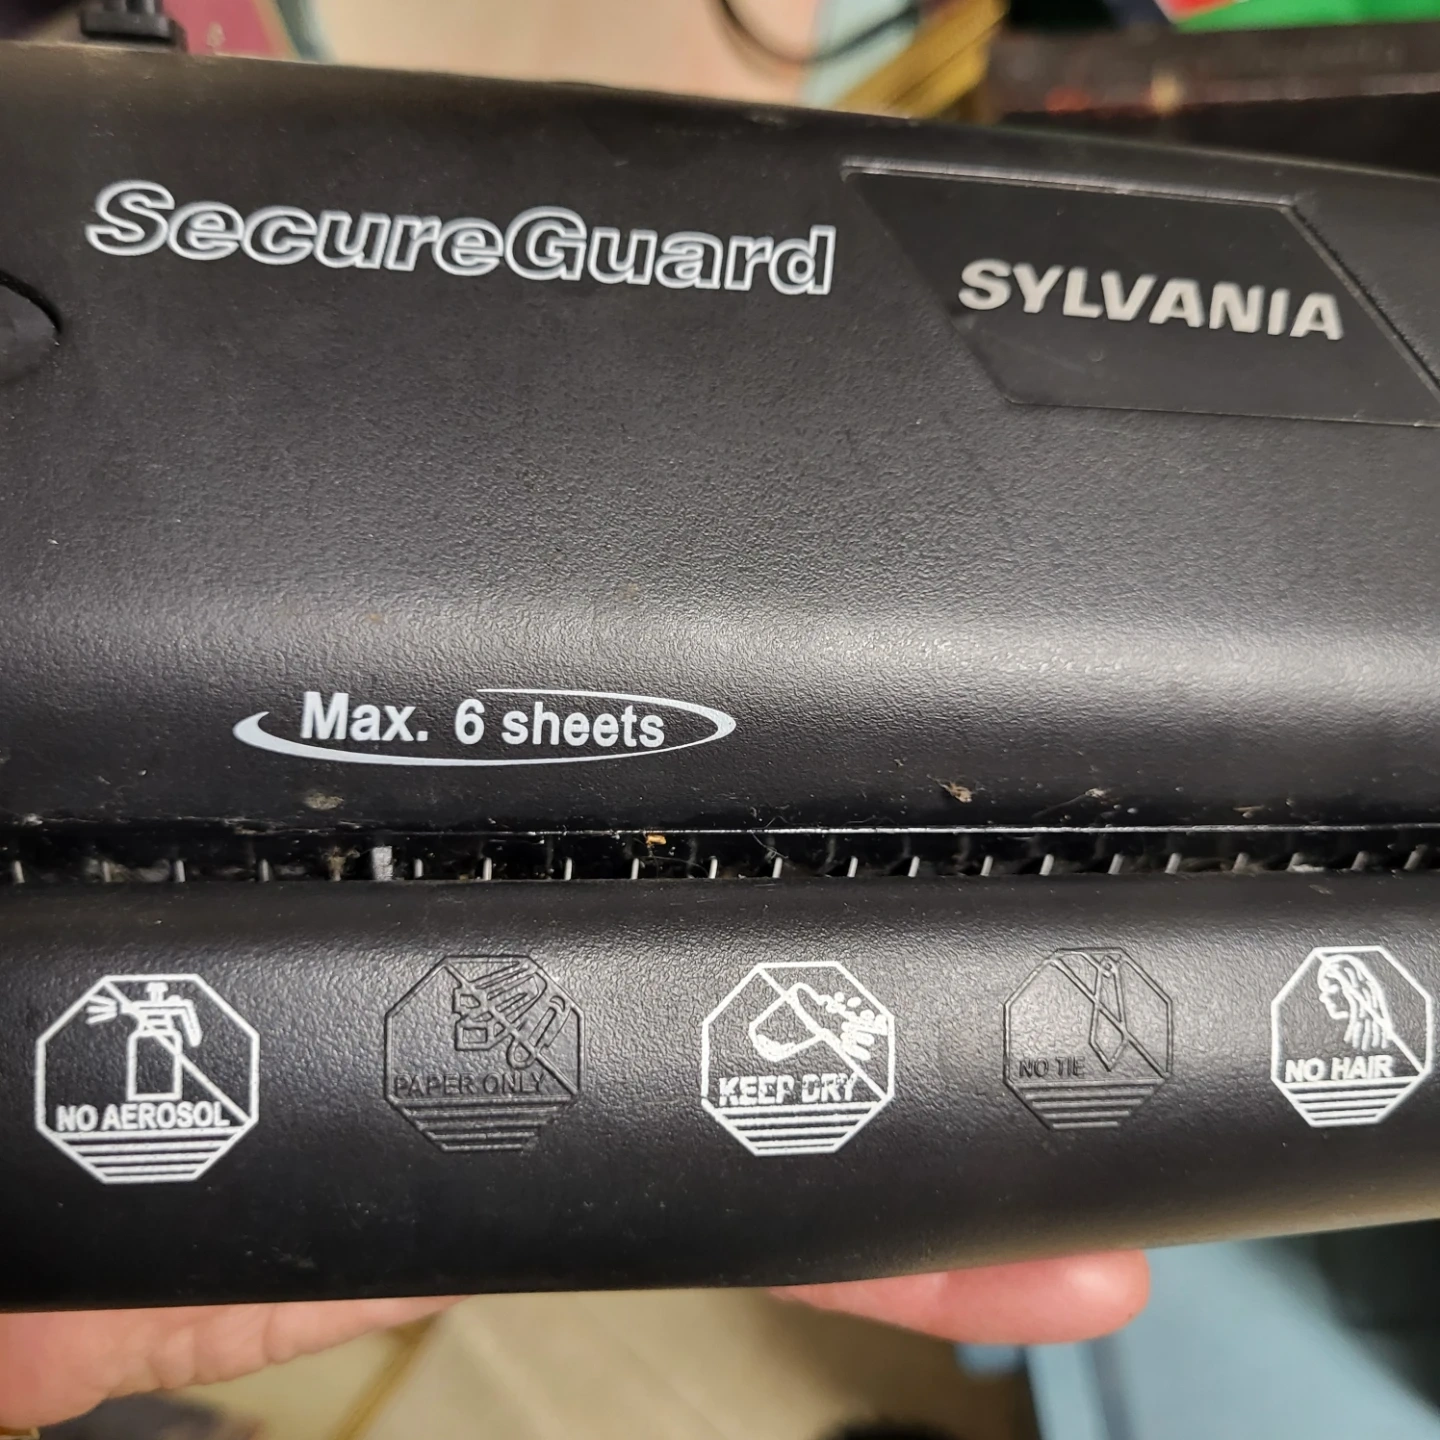 SecureGuard
SYLVANIA
Max. 6 sheets
NO AEROSOL
PAPER ONLY
KEEP DRY
NO TIE
NO HAIR